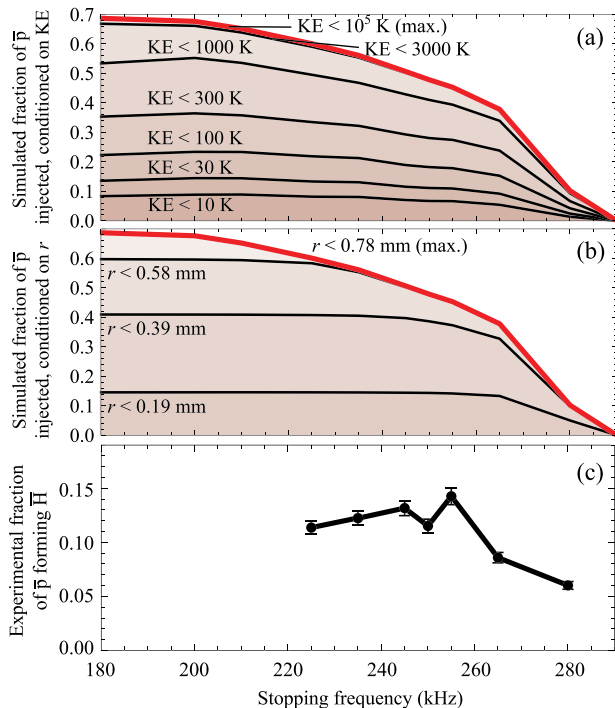 Simulated fraction of p̅
injected, conditioned on KE
0.7
0.6
0.5
0.4
0.3
0.2
0.1
0.0
(a)
KE < 10⁵ K (max.)
KE < 3000 K
KE < 1000 K
KE < 300 K
KE < 100 K
KE < 30 K
KE < 10 K
Simulated fraction of p̅
injected, conditioned on r
0.6
0.5
0.4
0.3
0.2
0.1
0.0
(b)
r < 0.78 mm (max.)
r < 0.58 mm
r < 0.39 mm
r < 0.19 mm
Experimental fraction
of p̅ forming H̅
0.15
0.10
0.05
0.00
(c)
180 200 220 240 260 280
Stopping frequency (kHz)